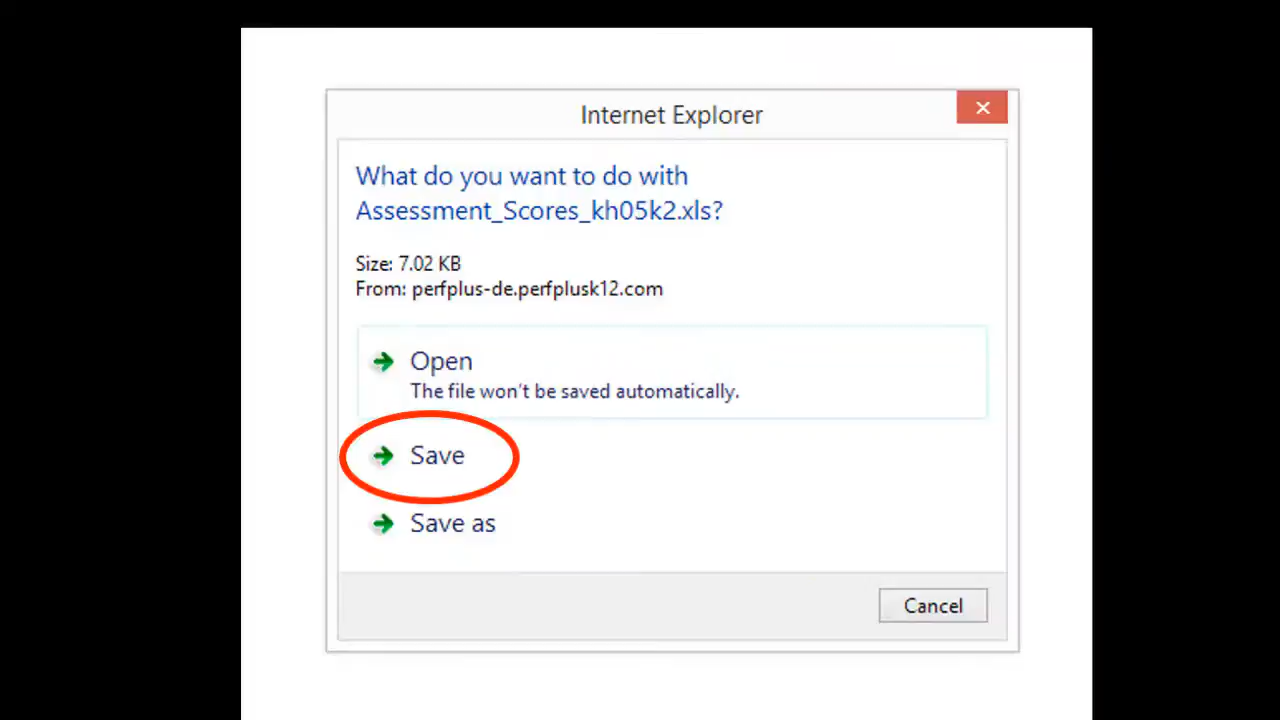 Internet Explorer
What do you want to do with
Assessment_Scores_kh05k2.xls?
Size: 7.02 KB
From: perfplus-de.perfplusk12.com
Open
The file won't be saved automatically.
Save
Save as
Cancel